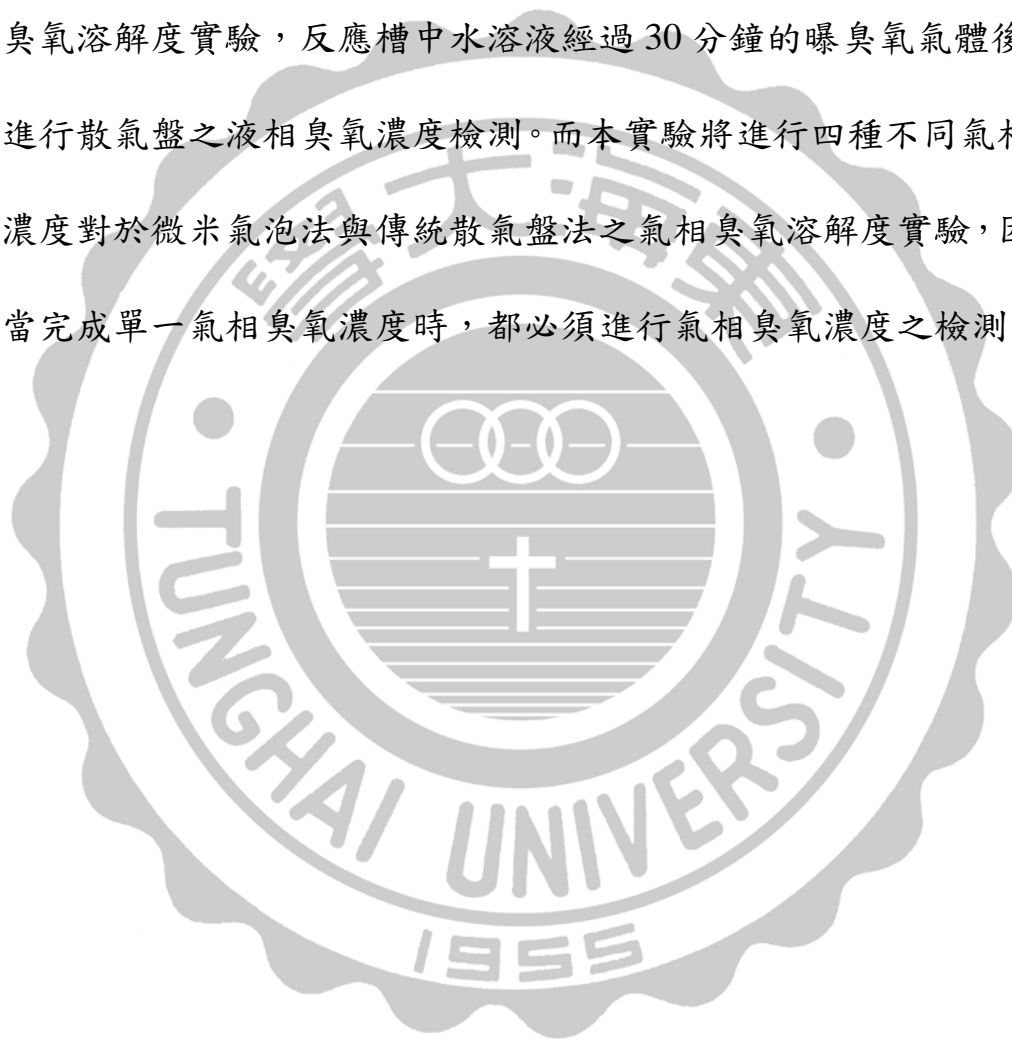 臭氧溶解度實驗，反應槽中水溶液經過 30 分鐘的曝臭氧氣體後
進行散氣盤之液相臭氧濃度檢測。而本實驗將進行四種不同氣相
濃度對於微米氣泡法與傳統散氣盤法之氣相臭氧溶解度實驗，因
當完成單一氣相臭氧濃度時，都必須進行氣相臭氧濃度之檢測
學大·海東
TUNGHAI UNIVERSITY
1955